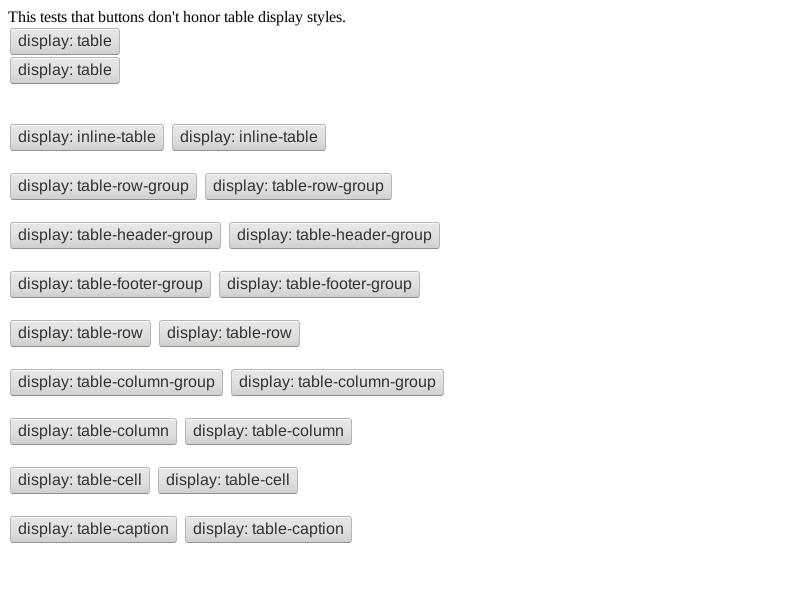 This tests that buttons don't honor table display styles.
display: table
display: table
display: inline-table display: inline-table
display: table-row-group display: table-row-group
display: table-header-group display: table-header-group
display: table-footer-group display: table-footer-group
display: table-row display: table-row
display: table-column-group display: table-column-group
display: table-column display: table-column
display: table-cell display: table-cell
display: table-caption display: table-caption